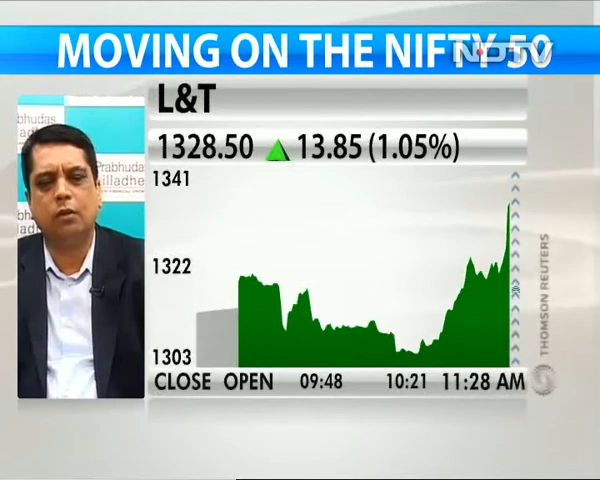 MOVING ON THE NIFTY 50
NDTV
L&T
1328.50 ▲ 13.85 (1.05%)
1341
1322
1303
CLOSE OPEN 09:48 10:21 11:28 AM
THOMSON REUTERS
Prabhudas